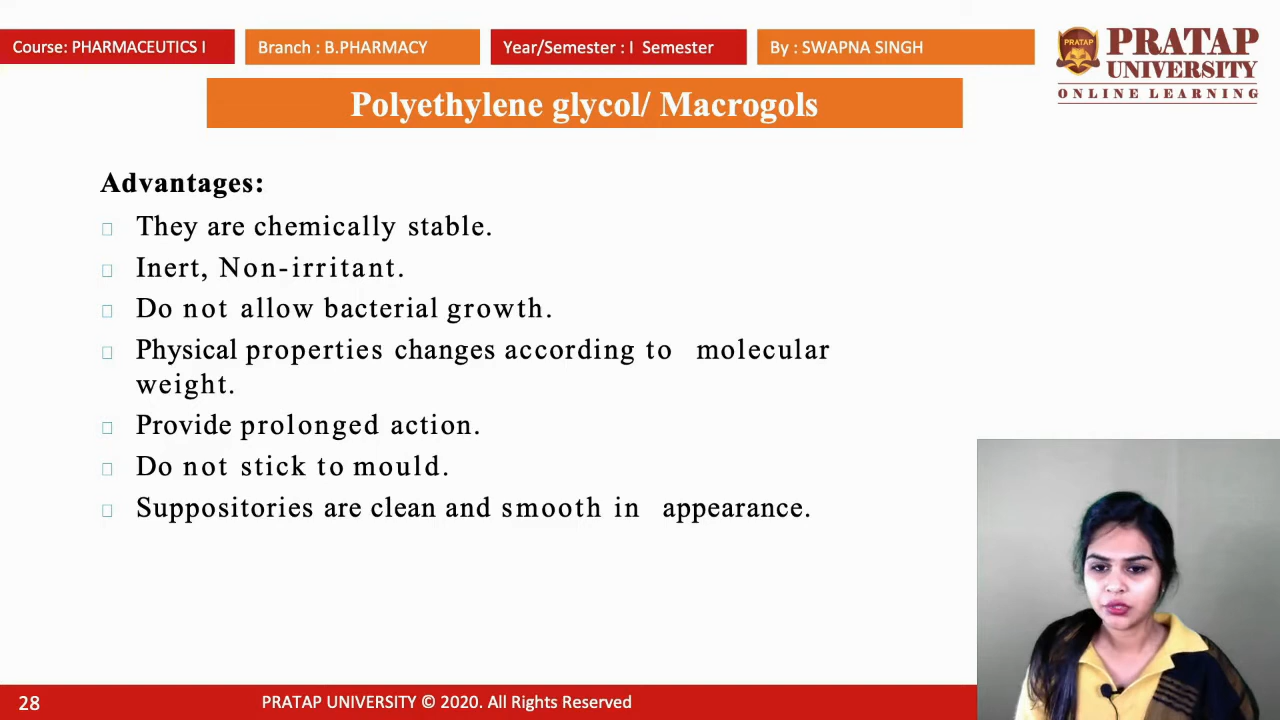 Course: PHARMACEUTICS I
Branch : B.PHARMACY
Year/Semester : I Semester
By : SWAPNA SINGH
PRATAP
PRATAP
UNIVERSITY
ONLINE LEARNING
Polyethylene glycol/ Macrogols
Advantages:
They are chemically stable.
Inert, Non-irritant.
Do not allow bacterial growth.
Physical properties changes according to molecular
weight.
Provide prolonged action.
Do not stick to mould.
Suppositories are clean and smooth in appearance.
28
PRATAP UNIVERSITY © 2020. All Rights Reserved